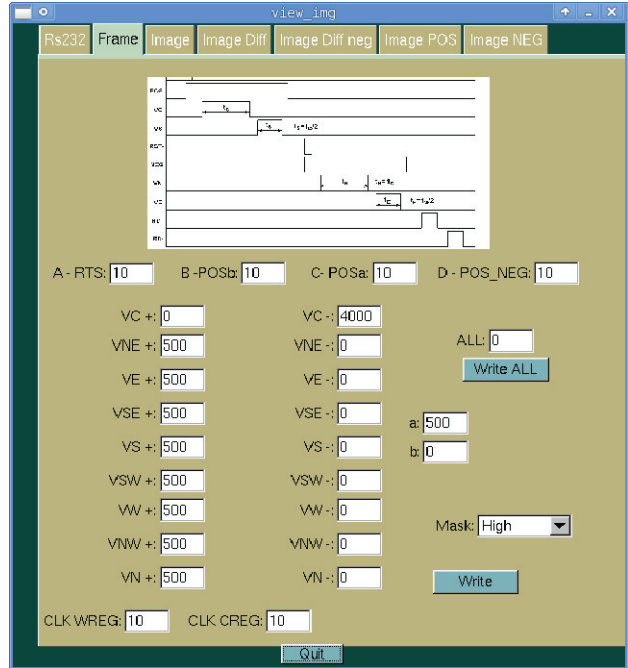 view_img
Rs232 Frame Image Image Diff Image Diff neg Image POS Image NEG
VC
RST
A - RTS: 10 B -POSb: 10 C- POSa: 10 D - POS_NEG: 10
VC +: 0 VC -: 4000
VNE +: 500 VNE -: 0 ALL: 0
VE +: 500 VE -: 0 Write ALL
VSE +: 500 VSE -: 0 a: 500
VS +: 500 VS -: 0 b: 0
VSW +: 500 VSW -: 0
VW +: 500 VW -: 0 Mask: High
VNW +: 500 VNW -: 0
VN +: 500 VN -: 0 Write
CLK WREG: 10 CLK CREG: 10
Quit